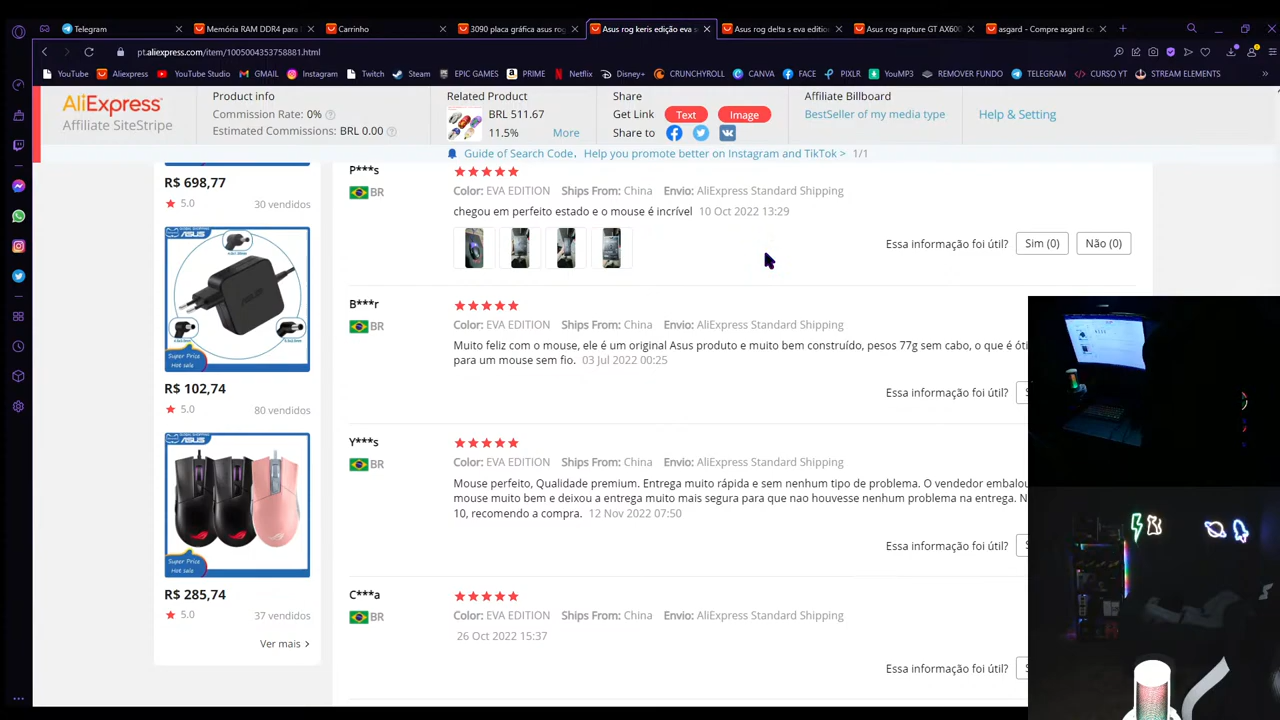 Telegram
Memória RAM DDR4 para
Carrinho
3090 placa gráfica asus rog
Asus rog keris edição eva s
Asus rog delta s eva edition
Asus rog rapture GT AX600
asgard - Compre asgard co
pt.aliexpress.com/item/1005004353758881.html
YouTube
Aliexpress
YouTube Studio
GMAIL
Instagram
Twitch
Steam
EPIC GAMES
PRIME
Netflix
Disney+
CRUNCHYROLL
CANVA
FACE
PIXLR
YouMP3
REMOVER FUNDO
TELEGRAM
CURSO YT
STREAM ELEMENTS
AliExpress
Affiliate SiteStripe
Product info
Commission Rate: 0%
Estimated Commissions: BRL 0.00
Related Product
BRL 511.67
11.5% More
Share
Get Link Text Image
Share to
Affiliate Billboard
BestSeller of my media type
Help & Setting
Guide of Search Code, Help you promote better on Instagram and TikTok > 1/1
R$ 698,77
5.0 30 vendidos
ASUS
Super Price
Hot sale
R$ 102,74
5.0 80 vendidos
ASUS
Super Price
Hot sale
R$ 285,74
5.0 37 vendidos
Ver mais >
P***s
BR
Color: EVA EDITION Ships From: China Envio: AliExpress Standard Shipping
chegou em perfeito estado e o mouse é incrível 10 Oct 2022 13:29
Essa informação foi útil? Sim (0) Não (0)
B***r
BR
Color: EVA EDITION Ships From: China Envio: AliExpress Standard Shipping
Muito feliz com o mouse, ele é um original Asus produto e muito bem construído, pesos 77g sem cabo, o que é óti
para um mouse sem fio. 03 Jul 2022 00:25
Essa informação foi útil?
Y***s
BR
Color: EVA EDITION Ships From: China Envio: AliExpress Standard Shipping
Mouse perfeito, Qualidade premium. Entrega muito rápida e sem nenhum tipo de problema. O vendedor embalou
mouse muito bem e deixou a entrega muito mais segura para que nao houvesse nenhum problema na entrega. N
10, recomendo a compra. 12 Nov 2022 07:50
Essa informação foi útil?
C***a
BR
Color: EVA EDITION Ships From: China Envio: AliExpress Standard Shipping
26 Oct 2022 15:37
Essa informação foi útil?